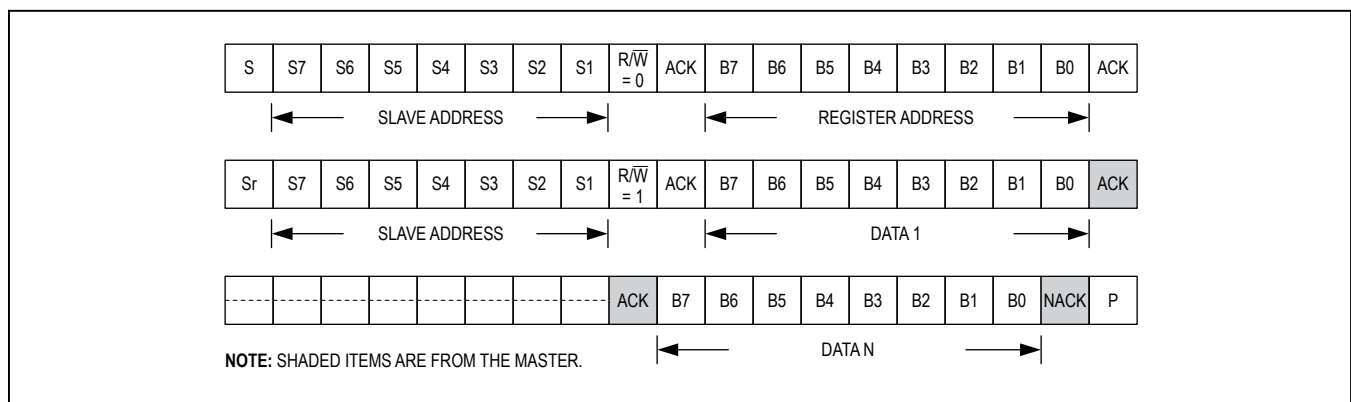 S S7 S6 S5 S4 S3 S2 S1 R/W̅ = 0 ACK B7 B6 B5 B4 B3 B2 B1 B0 ACK
SLAVE ADDRESS REGISTER ADDRESS
Sr S7 S6 S5 S4 S3 S2 S1 R/W̅ = 1 ACK B7 B6 B5 B4 B3 B2 B1 B0 ACK
SLAVE ADDRESS DATA 1
ACK B7 B6 B5 B4 B3 B2 B1 B0 NACK P
DATA N
NOTE: SHADED ITEMS ARE FROM THE MASTER.